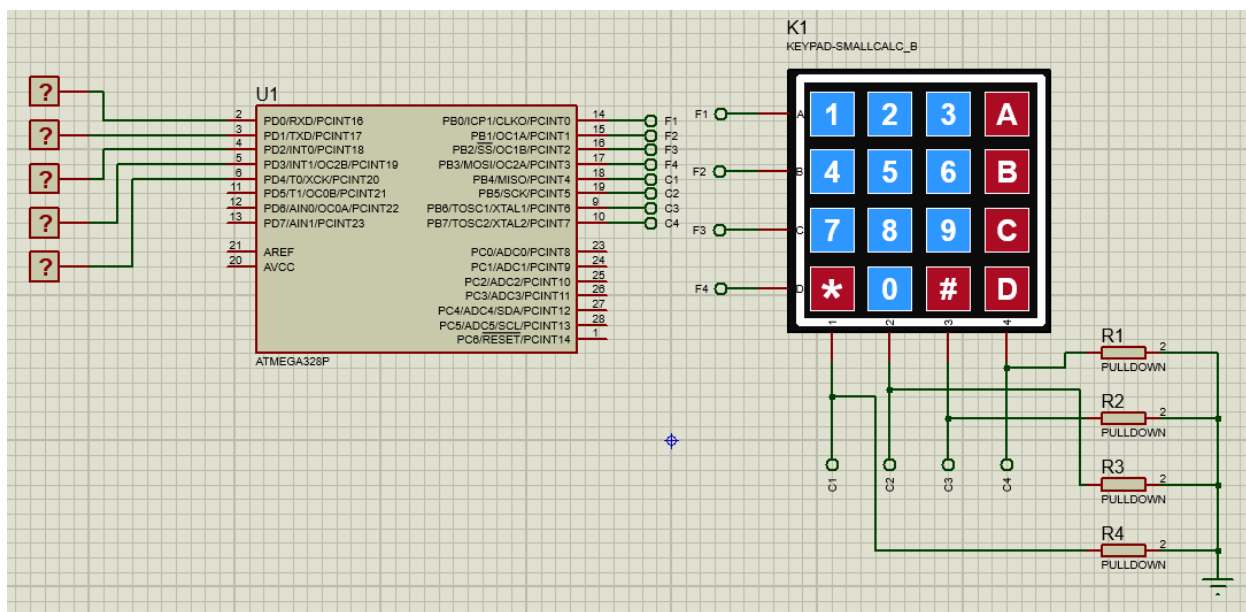 K1
KEYPAD-SMALLCALC_B
?
?
?
?
?
U1
2 PD0/RXD/PCINT16
3 PD1/TXD/PCINT17
4 PD2/INT0/PCINT18
5 PD3/INT1/OC2B/PCINT19
6 PD4/T0/XCK/PCINT20
11 PD5/T1/OC0B/PCINT21
12 PD6/AIN0/OC0A/PCINT22
13 PD7/AIN1/PCINT23
21 AREF
20 AVCC
PB0/ICP1/CLKO/PCINT0 14 F1
PB1/OC1A/PCINT1 15 F2
PB2/SS/OC1B/PCINT2 16 F3
PB3/MOSI/OC2A/PCINT3 17 F4
PB4/MISO/PCINT4 18 C1
PB5/SCK/PCINT5 19 C2
PB6/TOSC1/XTAL1/PCINT6 9 C3
PB7/TOSC2/XTAL2/PCINT7 10 C4
PC0/ADC0/PCINT8 23
PC1/ADC1/PCINT9 24
PC2/ADC2/PCINT10 25
PC3/ADC3/PCINT11 26
PC4/ADC4/SDA/PCINT12 27
PC5/ADC5/SCL/PCINT13 28
PC6/RESET/PCINT14 1
ATMEGA328P
F1 A 1 2 3 A
F2 B 4 5 6 B
F3 C 7 8 9 C
F4 D * 0 # D
1 2 3 4
C1 C2 C3 C4
R1
2
PULLDOWN
R2
2
PULLDOWN
R3
2
PULLDOWN
R4
2
PULLDOWN